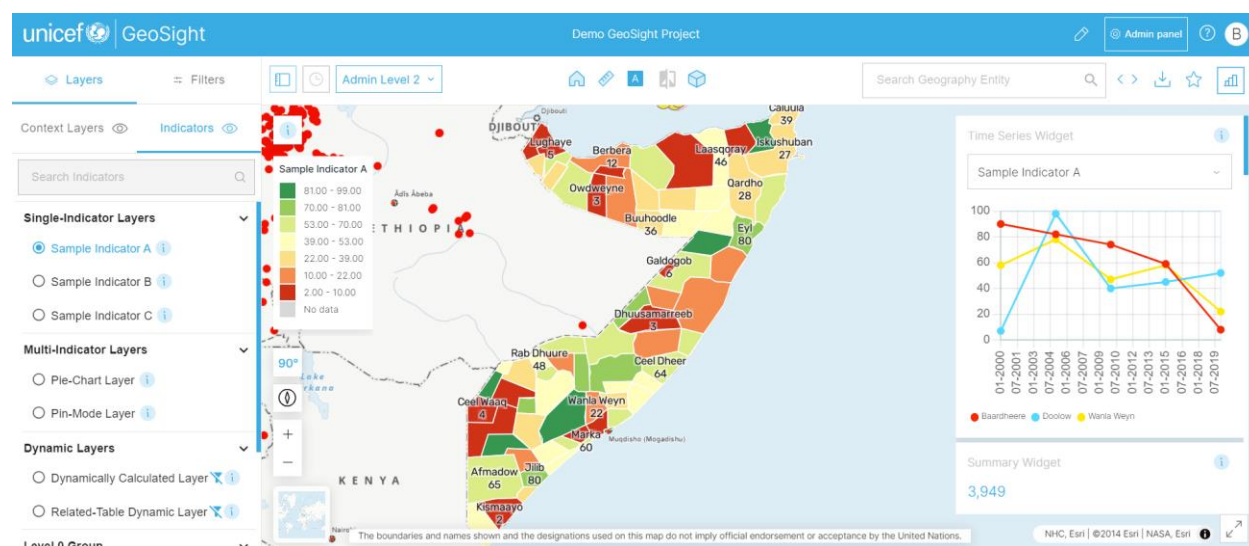 unicef GeoSight
Demo GeoSight Project
Admin panel
B
Layers
Filters
Admin Level 2
A
Search Geography Entity
Context Layers
Indicators
Search Indicators
Single-Indicator Layers
Sample Indicator A
Sample Indicator B
Sample Indicator C
Multi-Indicator Layers
Pie-Chart Layer
Pin-Mode Layer
Dynamic Layers
Dynamically Calculated Layer
Related-Table Dynamic Layer
Level 0 Group
Sample Indicator A
81.00 - 99.00
70.00 - 81.00
53.00 - 70.00
39.00 - 53.00
22.00 - 39.00
10.00 - 22.00
2.00 - 10.00
No data
90°
+
−
Djibouti
DJIBOUTI
Caluula
39
Lughaye
5
Berbera
12
Laasqoray
46
Iskushuban
27
Ādīs Ābeba
Owdweyne
3
Qardho
28
ETHIOPIA
Buuhoodle
36
Eyl
80
Galdogob
6
Dhuusamarreeb
3
Rab Dhuure
48
Ceel Dheer
64
Lake
Ceel Waaq
4
Wanla Weyn
22
Marka
60
Muqdisho (Mogadishu)
KENYA
Afmadow
65
Jilib
80
Kismaayo
2
The boundaries and names shown and the designations used on this map do not imply official endorsement or acceptance by the United Nations.
NHC, Esri | ©2014 Esri | NASA, Esri
Time Series Widget
Sample Indicator A
100
80
60
40
20
0
01-2000
07-2001
01-2003
07-2004
01-2006
07-2007
01-2009
07-2010
01-2012
07-2013
01-2015
07-2016
01-2018
07-2019
Baardheere Doolow Wanla Weyn
Summary Widget
3,949